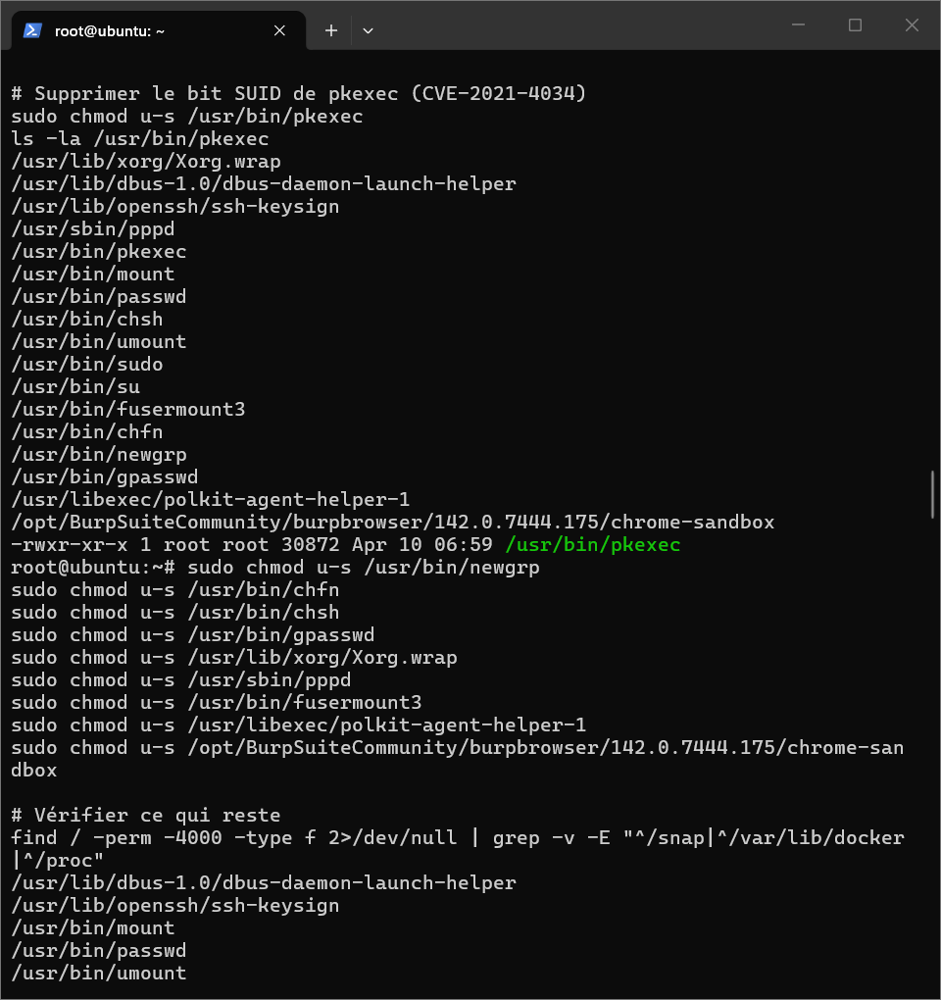 root@ubuntu: ~
# Supprimer le bit SUID de pkexec (CVE-2021-4034)
sudo chmod u-s /usr/bin/pkexec
ls -la /usr/bin/pkexec
/usr/lib/xorg/Xorg.wrap
/usr/lib/dbus-1.0/dbus-daemon-launch-helper
/usr/lib/openssh/ssh-keysign
/usr/sbin/pppd
/usr/bin/pkexec
/usr/bin/mount
/usr/bin/passwd
/usr/bin/chsh
/usr/bin/umount
/usr/bin/sudo
/usr/bin/su
/usr/bin/fusermount3
/usr/bin/chfn
/usr/bin/newgrp
/usr/bin/gpasswd
/usr/libexec/polkit-agent-helper-1
/opt/BurpSuiteCommunity/burpbrowser/142.0.7444.175/chrome-sandbox
-rwxr-xr-x 1 root root 30872 Apr 10 06:59 /usr/bin/pkexec
root@ubuntu:~# sudo chmod u-s /usr/bin/newgrp
sudo chmod u-s /usr/bin/chfn
sudo chmod u-s /usr/bin/chsh
sudo chmod u-s /usr/bin/gpasswd
sudo chmod u-s /usr/lib/xorg/Xorg.wrap
sudo chmod u-s /usr/sbin/pppd
sudo chmod u-s /usr/bin/fusermount3
sudo chmod u-s /usr/libexec/polkit-agent-helper-1
sudo chmod u-s /opt/BurpSuiteCommunity/burpbrowser/142.0.7444.175/chrome-san
dbox
# Vérifier ce qui reste
find / -perm -4000 -type f 2>/dev/null | grep -v -E "^/snap|^/var/lib/docker
|^/proc"
/usr/lib/dbus-1.0/dbus-daemon-launch-helper
/usr/lib/openssh/ssh-keysign
/usr/bin/mount
/usr/bin/passwd
/usr/bin/umount